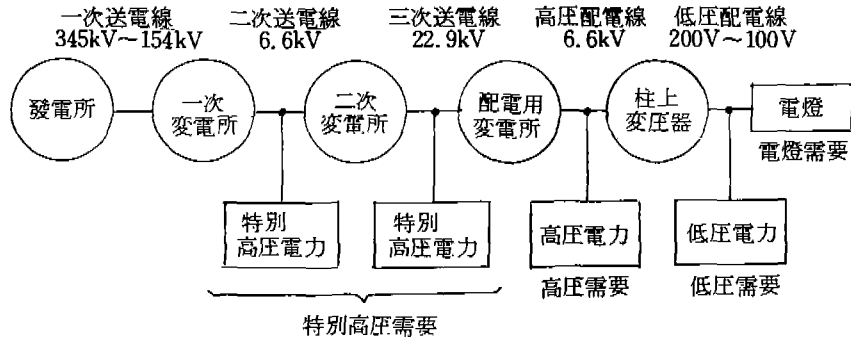 一次送電線 二次送電線 三次送電線 高圧配電線 低圧配電線
345kV～154kV 6.6kV 22.9kV 6.6kV 200V～100V
發電所
一次
変電所
二次
変電所
配電用
変電所
柱上
変圧器
電燈
電燈需要
特別
高圧電力
特別
高圧電力
高圧電力
低圧電力
高圧需要
低圧需要
特別高圧需要